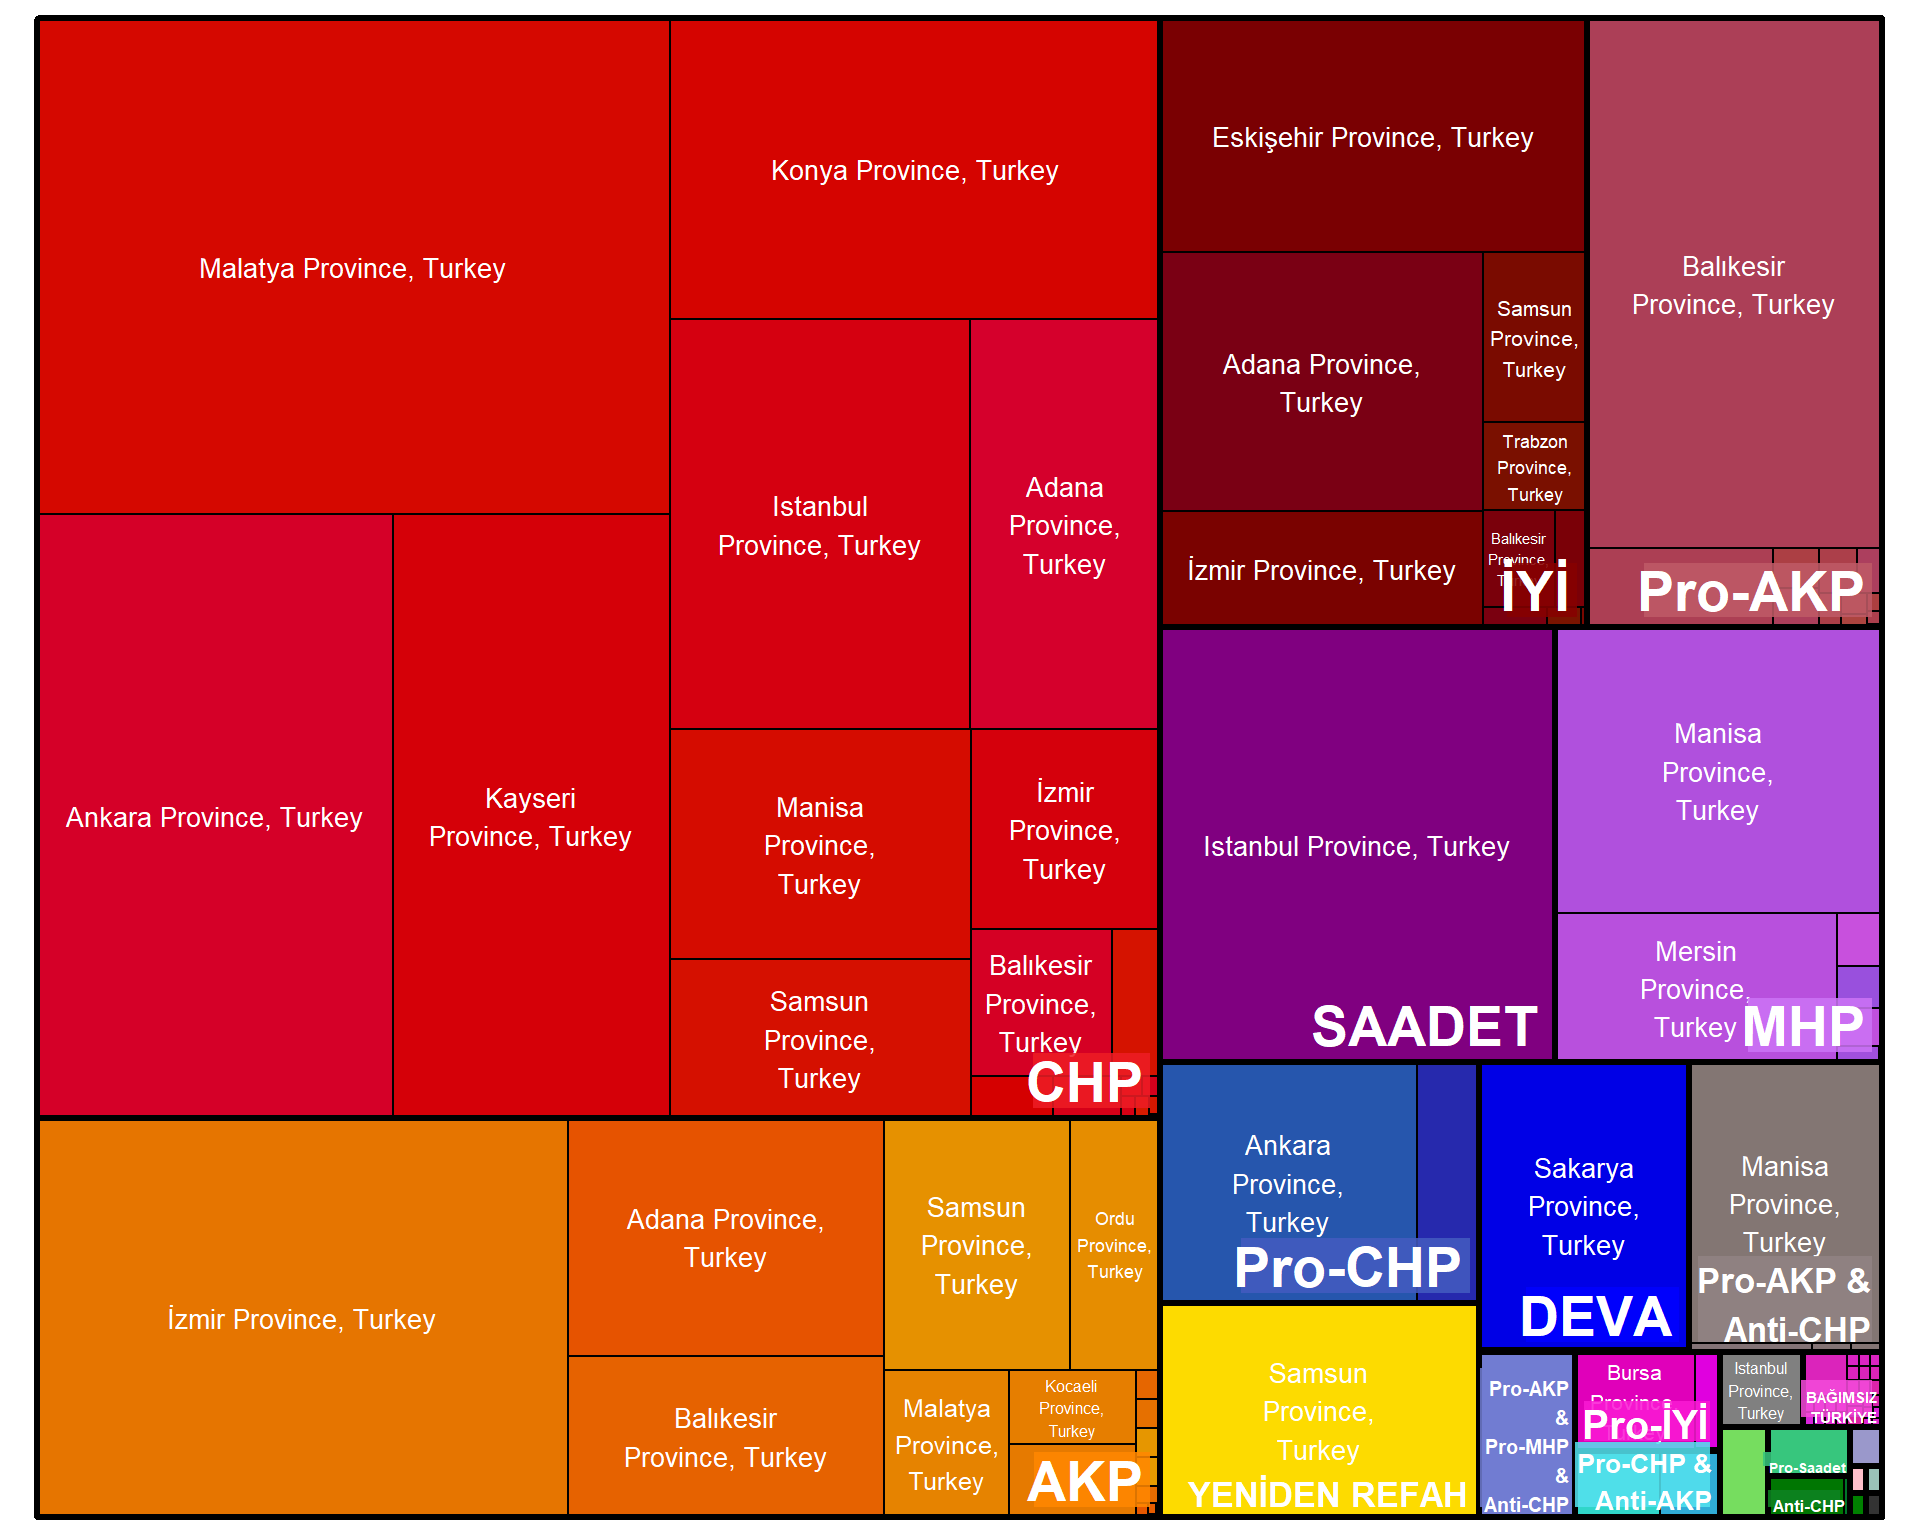 Malatya Province, Turkey
Konya Province, Turkey
Istanbul
Province, Turkey
Adana
Province,
Turkey
Ankara Province, Turkey
Kayseri
Province, Turkey
Manisa
Province,
Turkey
İzmir
Province,
Turkey
Samsun
Province,
Turkey
Balıkesir
Province,
Turkey
CHP
Eskişehir Province, Turkey
Adana Province,
Turkey
Samsun
Province,
Turkey
Trabzon
Province,
Turkey
İzmir Province, Turkey
Balıkesir
Province,
İYİ
Balıkesir
Province, Turkey
Pro-AKP
Istanbul Province, Turkey
SAADET
Manisa
Province,
Turkey
Mersin
Province,
Turkey
MHP
İzmir Province, Turkey
Adana Province,
Turkey
Balıkesir
Province, Turkey
Samsun
Province,
Turkey
Ordu
Province,
Turkey
Malatya
Province,
Turkey
Kocaeli
Province,
Turkey
AKP
Ankara
Province,
Turkey
Pro-CHP
Sakarya
Province,
Turkey
DEVA
Manisa
Province,
Turkey
Pro-AKP &
Anti-CHP
Samsun
Province,
Turkey
YENİDEN REFAH
Pro-AKP
&
Pro-MHP
&
Anti-CHP
Bursa
Province,
Pro-İYİ
Pro-CHP &
Anti-AKP
Istanbul
Province,
Turkey
BAĞIMSIZ
TÜRKİYE
Pro-Saadet
Anti-CHP